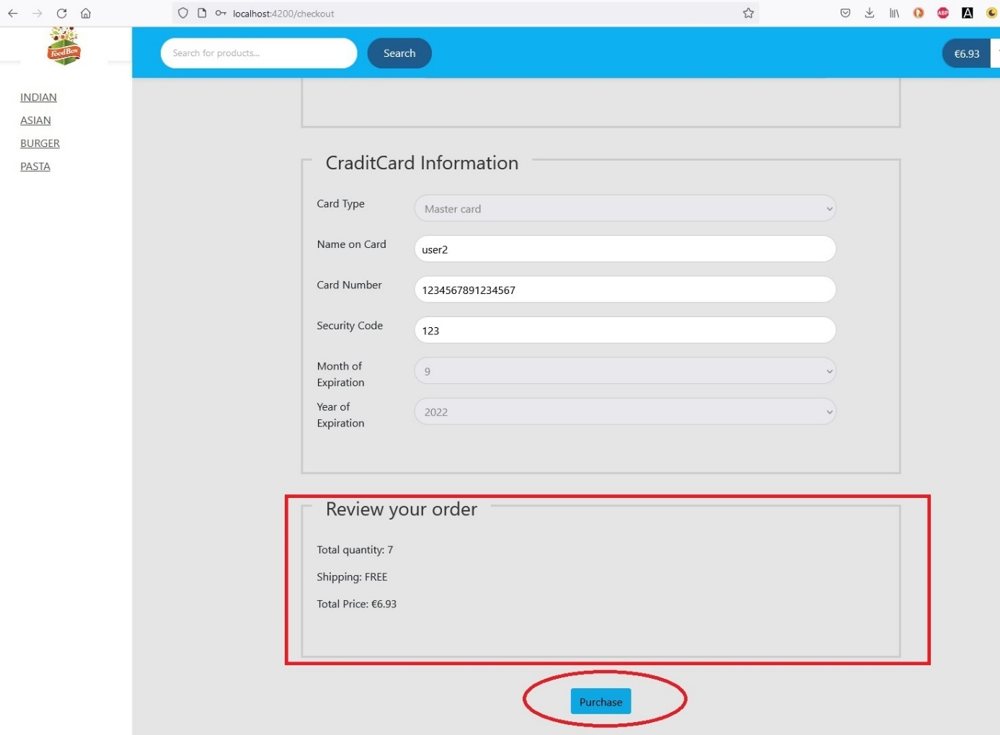 localhost:4200/checkout
ABP
A
FoodBox
Search for products...
Search
€6.93
INDIAN
ASIAN
BURGER
PASTA
CraditCard Information
Card Type
Master card
Name on Card
user2
Card Number
1234567891234567
Security Code
123
Month of
Expiration
9
Year of
Expiration
2022
Review your order
Total quantity: 7
Shipping: FREE
Total Price: €6.93
Purchase